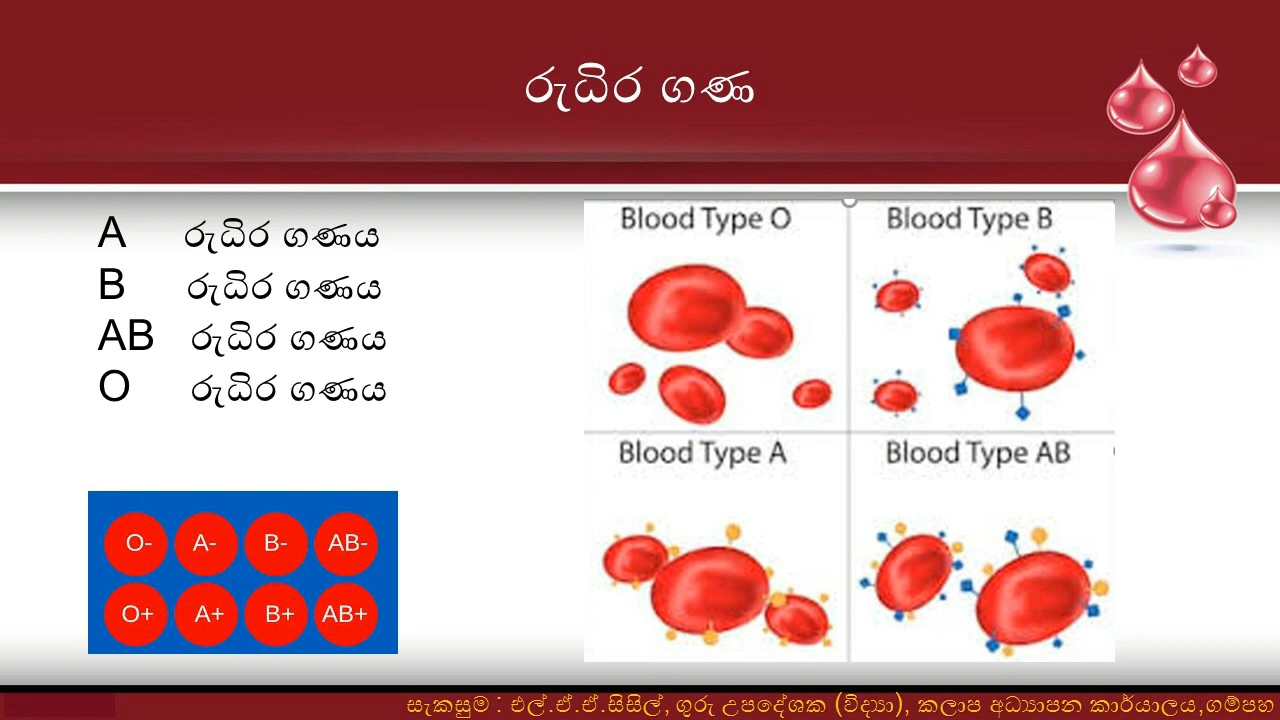 රුධිර ගණ
A රුධිර ගණය
B රුධිර ගණය
AB රුධිර ගණය
O රුධිර ගණය
Blood Type O
Blood Type B
Blood Type A
Blood Type AB
O- A- B- AB-
O+ A+ B+ AB+
සැකසුම : එල්.ඒ.ඒ.සිසිල්, ගුරු උපදේශක (විද්‍යා), කලාප අධ්‍යාපන කාර්යාලය,ගම්පහ